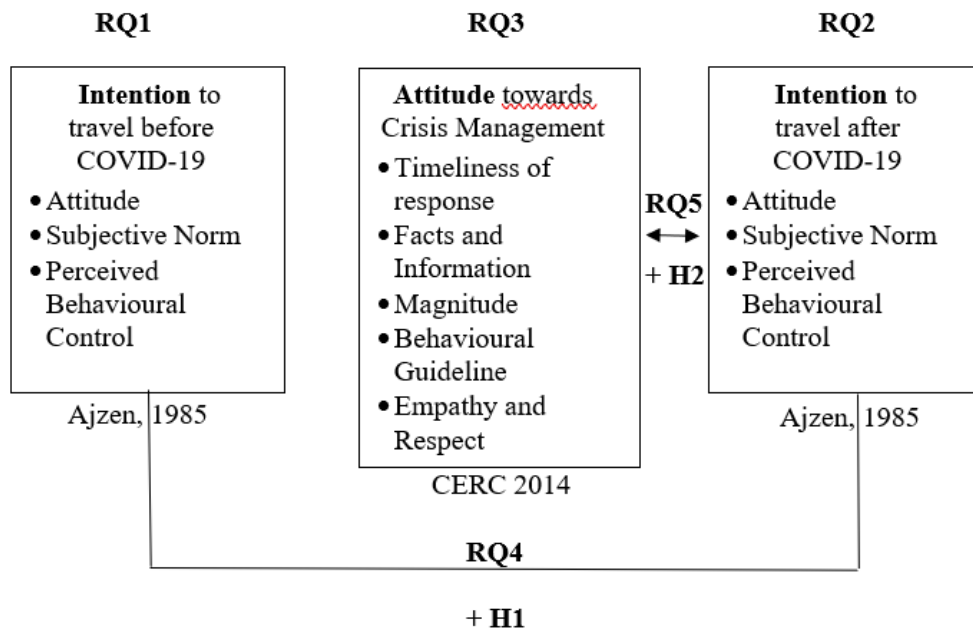 RQ1
RQ3
RQ2
Intention to
travel before
COVID-19
• Attitude
• Subjective Norm
• Perceived
Behavioural
Control
Ajzen, 1985
Attitude towards
Crisis Management
• Timeliness of
response
• Facts and
Information
• Magnitude
• Behavioural
Guideline
• Empathy and
Respect
CERC 2014
RQ5
+ H2
Intention to
travel after
COVID-19
• Attitude
• Subjective Norm
• Perceived
Behavioural
Control
Ajzen, 1985
RQ4
+ H1